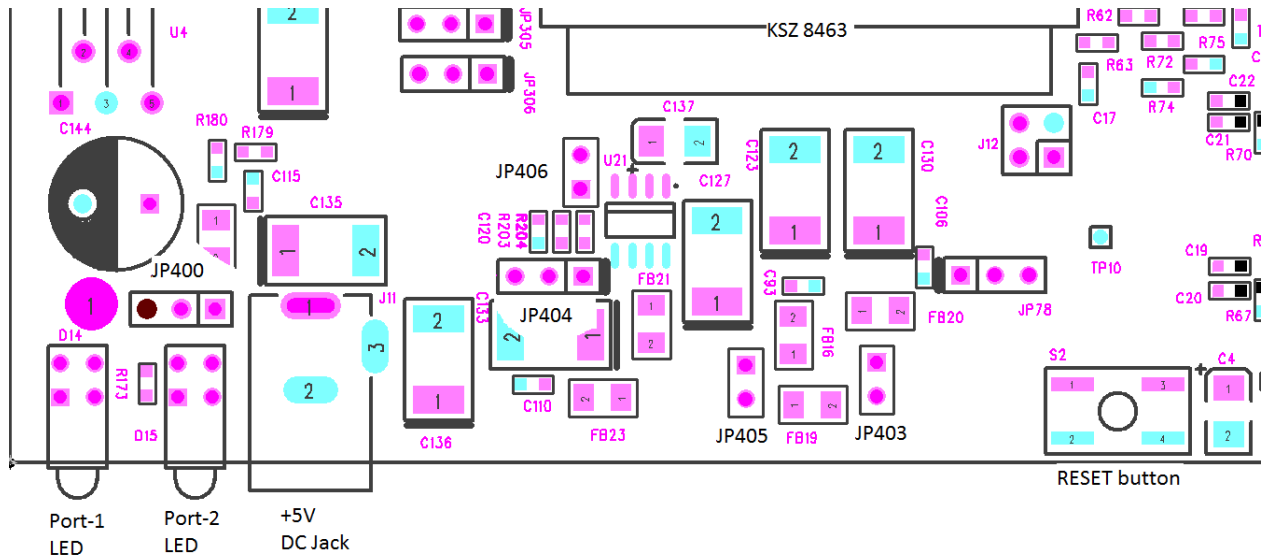 U4
2
4
1
3
5
C144
2
1
JP305
JP306
KSZ 8463
R62
R75
R63
R72
R74
C17
C22
C21
R70
J12
R180
R179
C115
C135
1
1
2
JP400
JP406
U21
C137
1
2
C127
2
1
C123
2
1
C130
2
1
C106
C120
R203
R204
FB21
1
2
TP10
C19
C20
R67
J11
1
3
2
C133
JP404
2
1
C93
FB16
2
1
FB20
1
2
JP78
1
D14
R173
D15
2
1
C136
C110
FB23
2
1
JP405
FB19
1
2
JP403
S2
1
3
2
4
C4
1
2
RESET button
Port-1
LED
Port-2
LED
+5V
DC Jack